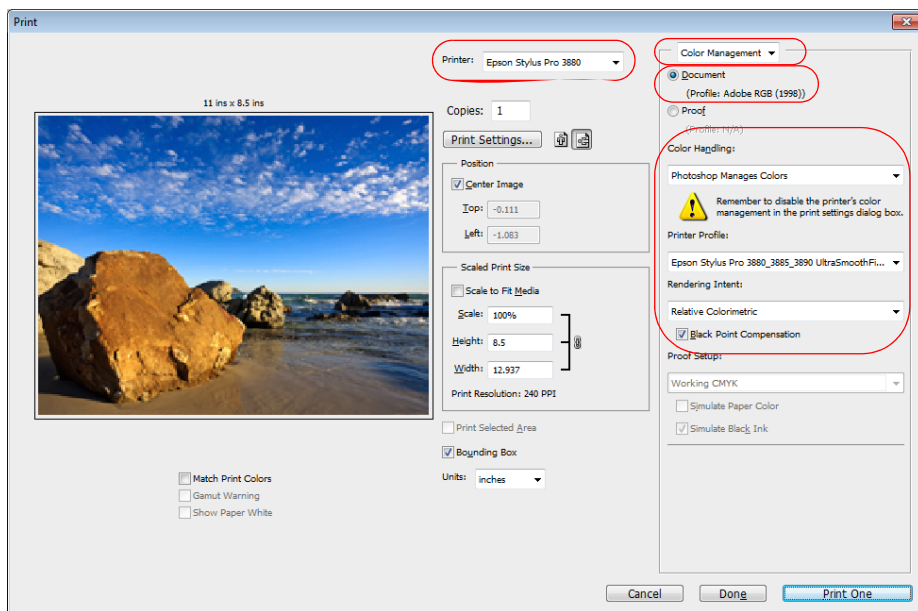 Print
Printer: Epson Stylus Pro 3880
11 ins x 8.5 ins
Copies: 1
Print Settings...
Position
Center Image
Top: -0.111
Left: -1.083
Scaled Print Size
Scale to Fit Media
Scale: 100%
Height: 8.5
Width: 12.937
Print Resolution: 240 PPI
Print Selected Area
Bounding Box
Units: inches
Match Print Colors
Gamut Warning
Show Paper White
Color Management
Document
(Profile: Adobe RGB (1998))
Proof
(Profile: N/A)
Color Handling:
Photoshop Manages Colors
Remember to disable the printer's color
management in the print settings dialog box.
Printer Profile:
Epson Stylus Pro 3880_3885_3890 UltraSmoothFi...
Rendering Intent:
Relative Colorimetric
Black Point Compensation
Proof Setup:
Working CMYK
Simulate Paper Color
Simulate Black Ink
Cancel
Done
Print One